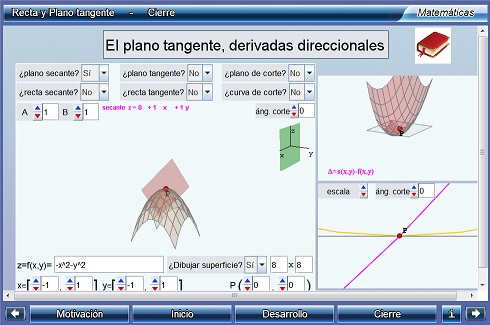 Recta y Plano tangente - Cierre Matemáticas
El plano tangente, derivadas direccionales
¿plano secante? Sí ¿plano tangente? No ¿plano de corte? No
¿recta secante? No ¿recta tangente? No ¿curva de corte? No
A 1 B 1 secante z = 0 + 1 x + 1 y áng. corte 0
z
x y
P
Δ=s(x,y)-f(x,y)
escala áng. corte 0
P
P
z=f(x,y)= -x^2-y^2 ¿Dibujar superficie? Sí 8 x 8
x∈[ -1 , 1 ] y∈[ -1 , 1 ] P ( 0 , 0 )
Motivación Inicio Desarrollo Cierre i